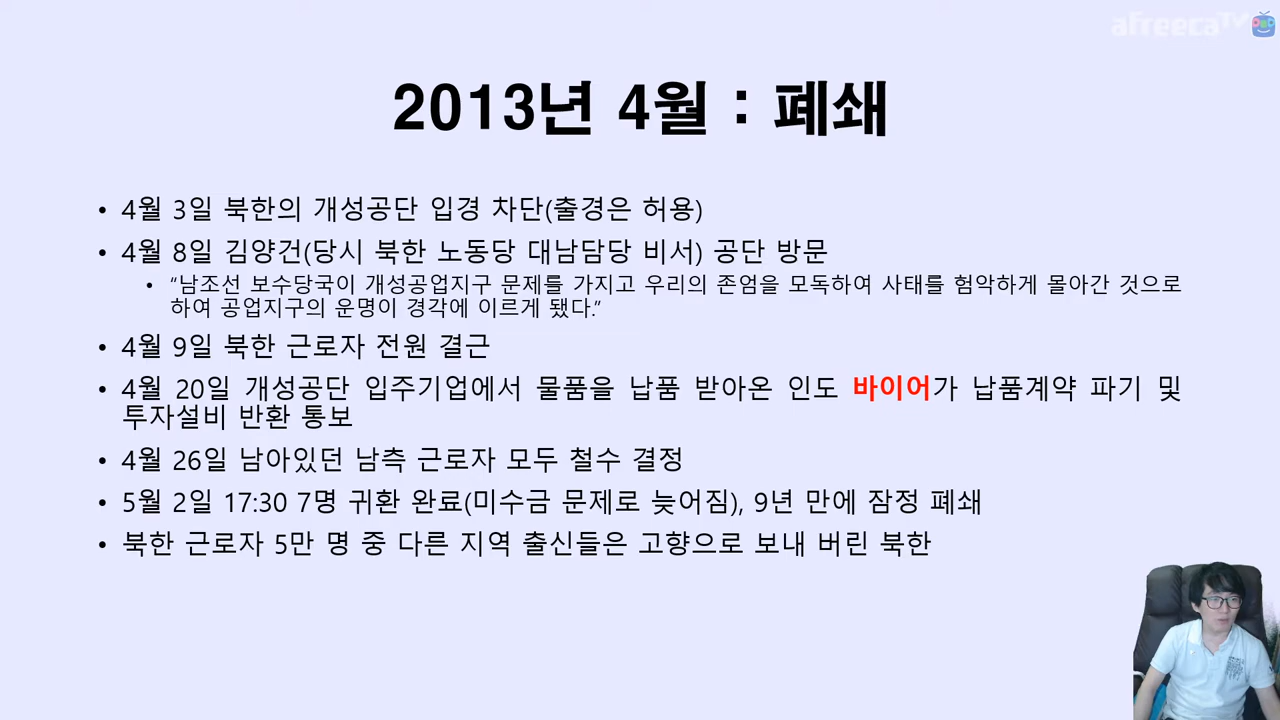 afreecaTV
2013년 4월 : 폐쇄
• 4월 3일 북한의 개성공단 입경 차단(출경은 허용)
• 4월 8일 김양건(당시 북한 노동당 대남담당 비서) 공단 방문
• “남조선 보수당국이 개성공업지구 문제를 가지고 우리의 존엄을 모독하여 사태를 험악하게 몰아간 것으로
하여 공업지구의 운명이 경각에 이르게 됐다.”
• 4월 9일 북한 근로자 전원 결근
• 4월 20일 개성공단 입주기업에서 물품을 납품 받아온 인도 바이어가 납품계약 파기 및
투자설비 반환 통보
• 4월 26일 남아있던 남측 근로자 모두 철수 결정
• 5월 2일 17:30 7명 귀환 완료(미수금 문제로 늦어짐), 9년 만에 잠정 폐쇄
• 북한 근로자 5만 명 중 다른 지역 출신들은 고향으로 보내 버린 북한